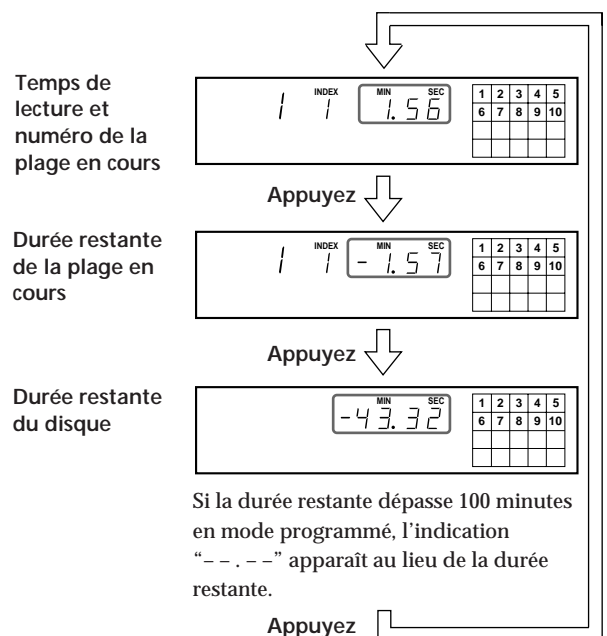 Temps de
lecture et
numéro de la
plage en cours
INDEX MIN SEC
1 1 1.56
1 2 3 4 5
6 7 8 9 10
Appuyez
Durée restante
de la plage en
cours
INDEX MIN SEC
1 1 - 1.57
1 2 3 4 5
6 7 8 9 10
Appuyez
Durée restante
du disque
MIN SEC
-43.32
1 2 3 4 5
6 7 8 9 10
Si la durée restante dépasse 100 minutes
en mode programmé, l’indication
“– – . – –” apparaît au lieu de la durée
restante.
Appuyez